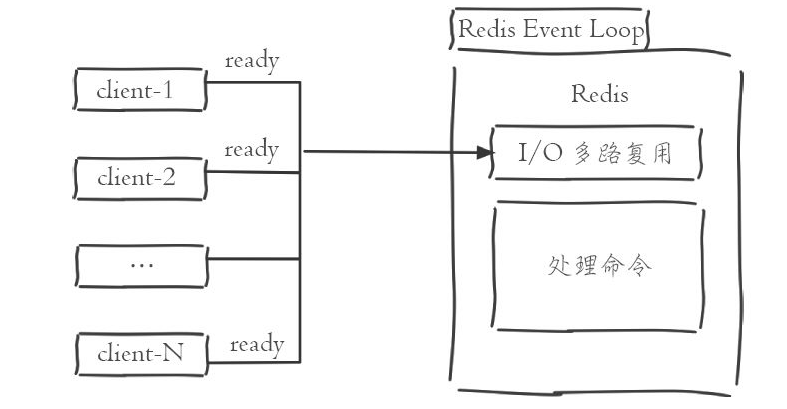 Redis Event Loop
ready
client-1
Redis
ready
I/O 多路复用
client-2
...
处理命令
ready
client-N